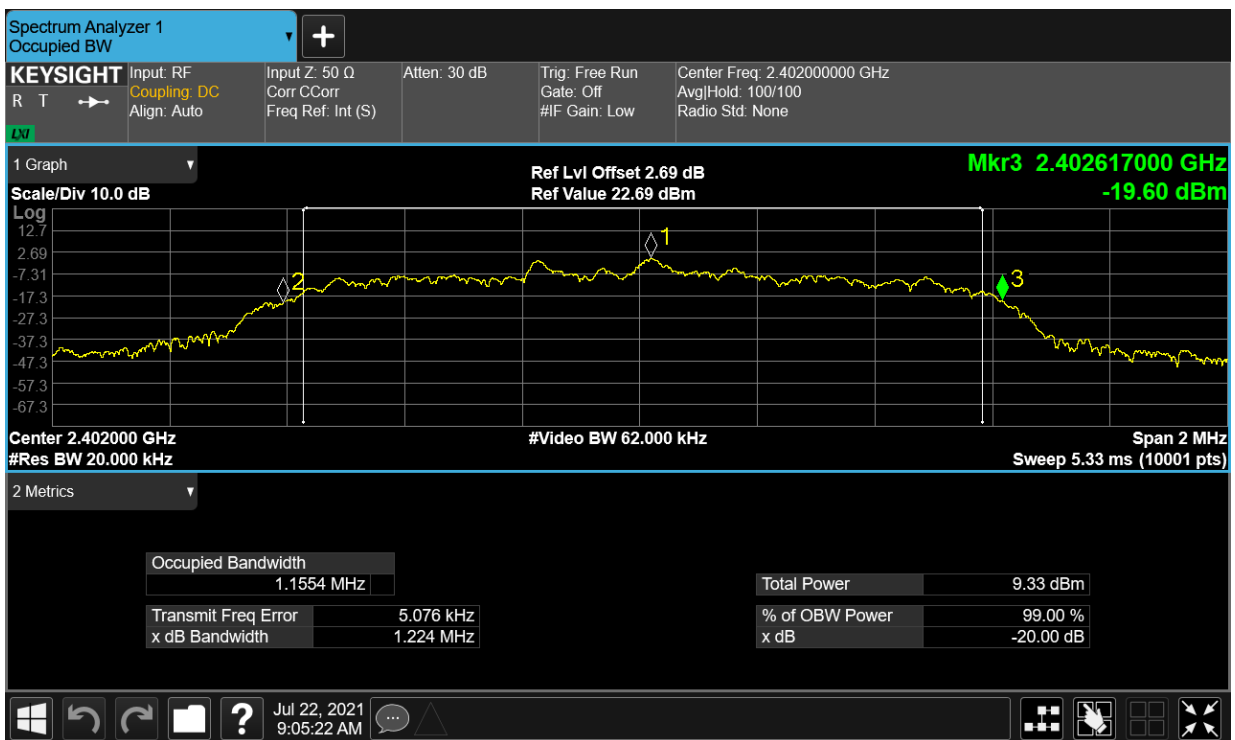 Spectrum Analyzer 1
Occupied BW
KEYSIGHT
R T
LXI
Input: RF
Coupling: DC
Align: Auto
Input Z: 50 Ω
Corr CCorr
Freq Ref: Int (S)
Atten: 30 dB
Trig: Free Run
Gate: Off
#IF Gain: Low
Center Freq: 2.402000000 GHz
Avg|Hold: 100/100
Radio Std: None
1 Graph
Scale/Div 10.0 dB
Ref Lvl Offset 2.69 dB
Ref Value 22.69 dBm
Mkr3 2.402617000 GHz
-19.60 dBm
Log
12.7
2.69
-7.31
-17.3
-27.3
-37.3
-47.3
-57.3
-67.3
1
2
3
Center 2.402000 GHz
#Res BW 20.000 kHz
#Video BW 62.000 kHz
Span 2 MHz
Sweep 5.33 ms (10001 pts)
2 Metrics
Occupied Bandwidth
1.1554 MHz
Transmit Freq Error 5.076 kHz
x dB Bandwidth 1.224 MHz
Total Power 9.33 dBm
% of OBW Power 99.00 %
x dB -20.00 dB
?
Jul 22, 2021
9:05:22 AM